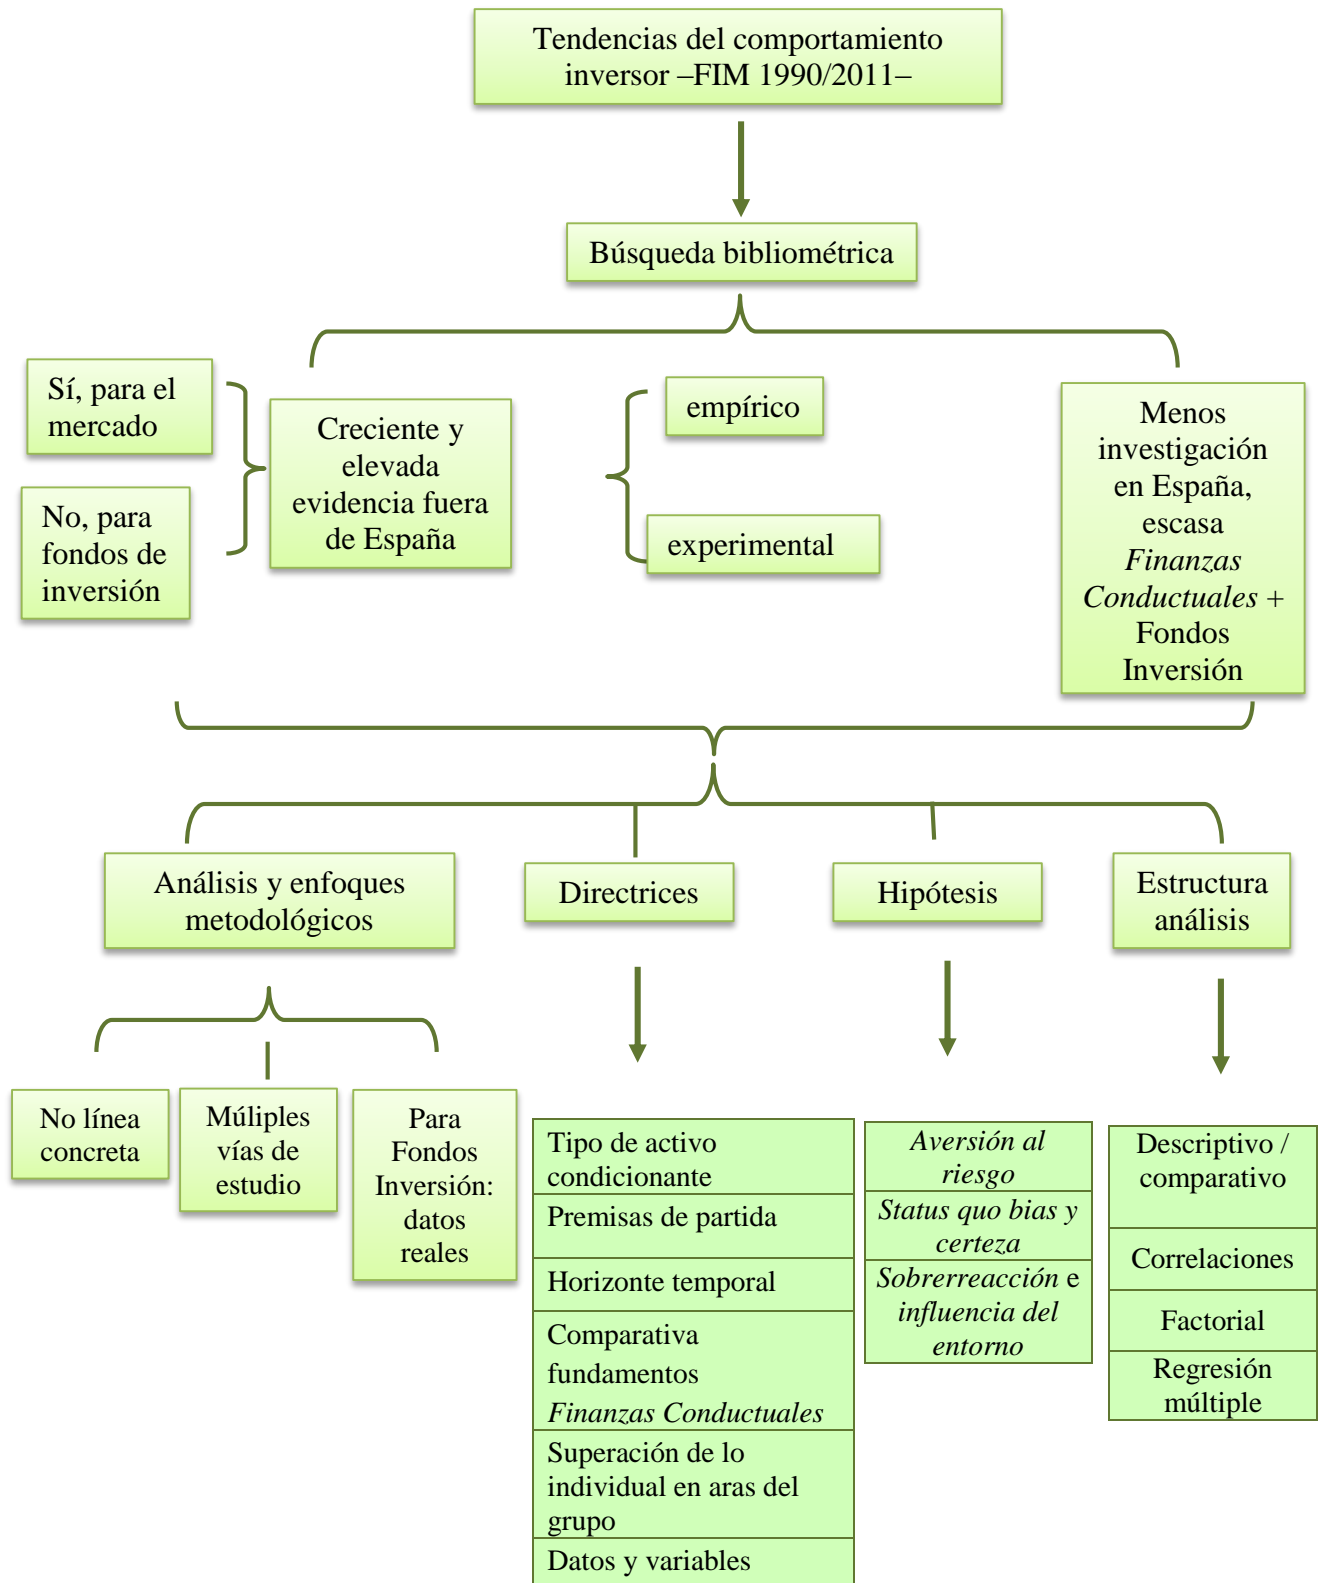 Tendencias del comportamiento
inversor –FIM 1990/2011–
Búsqueda bibliométrica
Sí, para el
mercado
No, para
fondos de
inversión
Creciente y
elevada
evidencia fuera
de España
empírico
experimental
Menos
investigación
en España,
escasa
Finanzas
Conductuales +
Fondos
Inversión
Análisis y enfoques
metodológicos
Directrices
Hipótesis
Estructura
análisis
No línea
concreta
Múliples
vías de
estudio
Para
Fondos
Inversión:
datos
reales
Tipo de activo
condicionante
Premisas de partida
Horizonte temporal
Comparativa
fundamentos
Finanzas Conductuales
Superación de lo
individual en aras del
grupo
Datos y variables
Aversión al
riesgo
Status quo bias y
certeza
Sobrerreacción e
influencia del
entorno
Descriptivo /
comparativo
Correlaciones
Factorial
Regresión
múltiple